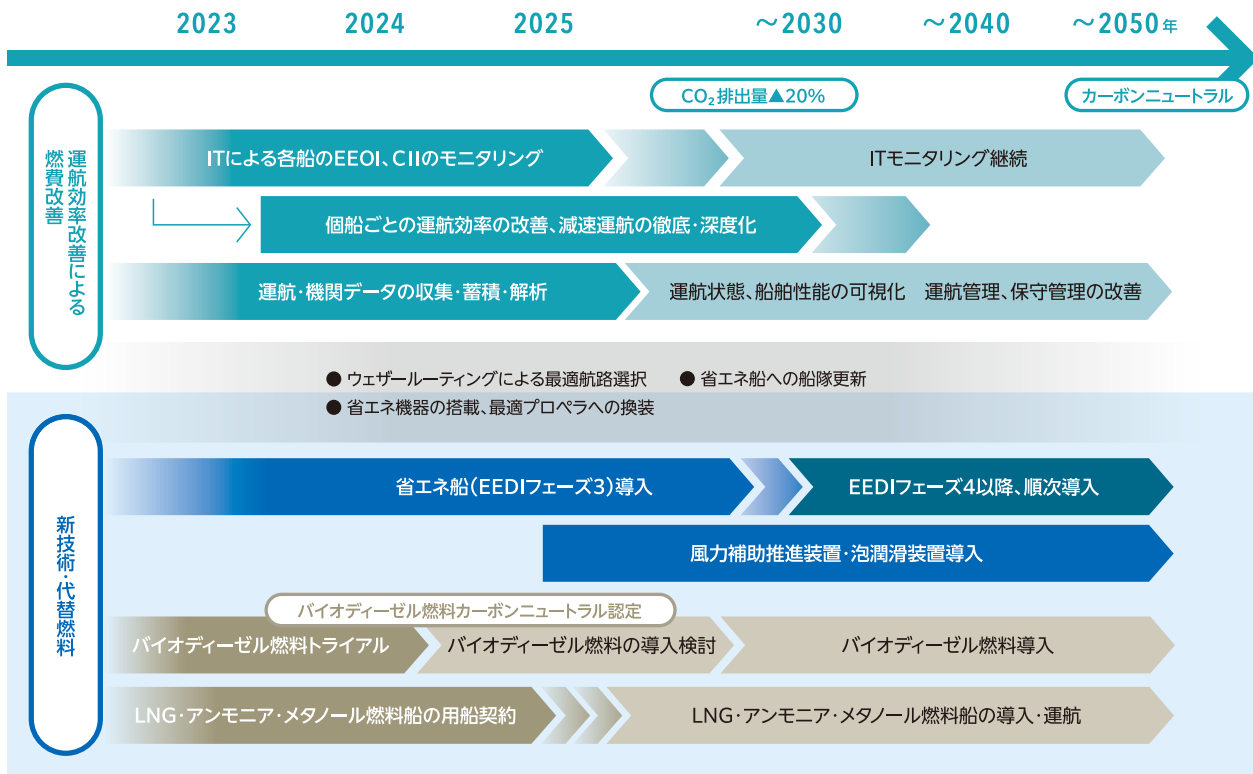 2023 2024 2025 ～2030 ～2040 ～2050年
CO₂排出量▲20%
カーボンニュートラル
運航効率改善による
燃費改善
ITによる各船のEEOI、CIIのモニタリング
ITモニタリング継続
個船ごとの運航効率の改善、減速運航の徹底・深度化
運航・機関データの収集・蓄積・解析
運航状態、船舶性能の可視化 運航管理、保守管理の改善
● ウェザールーティングによる最適航路選択 ● 省エネ船への船隊更新
● 省エネ機器の搭載、最適プロペラへの換装
新技術・代替燃料
省エネ船（EEDIフェーズ3）導入
EEDIフェーズ4以降、順次導入
風力補助推進装置・泡潤滑装置導入
バイオディーゼル燃料カーボンニュートラル認定
バイオディーゼル燃料トライアル
バイオディーゼル燃料の導入検討
バイオディーゼル燃料導入
LNG・アンモニア・メタノール燃料船の用船契約
LNG・アンモニア・メタノール燃料船の導入・運航